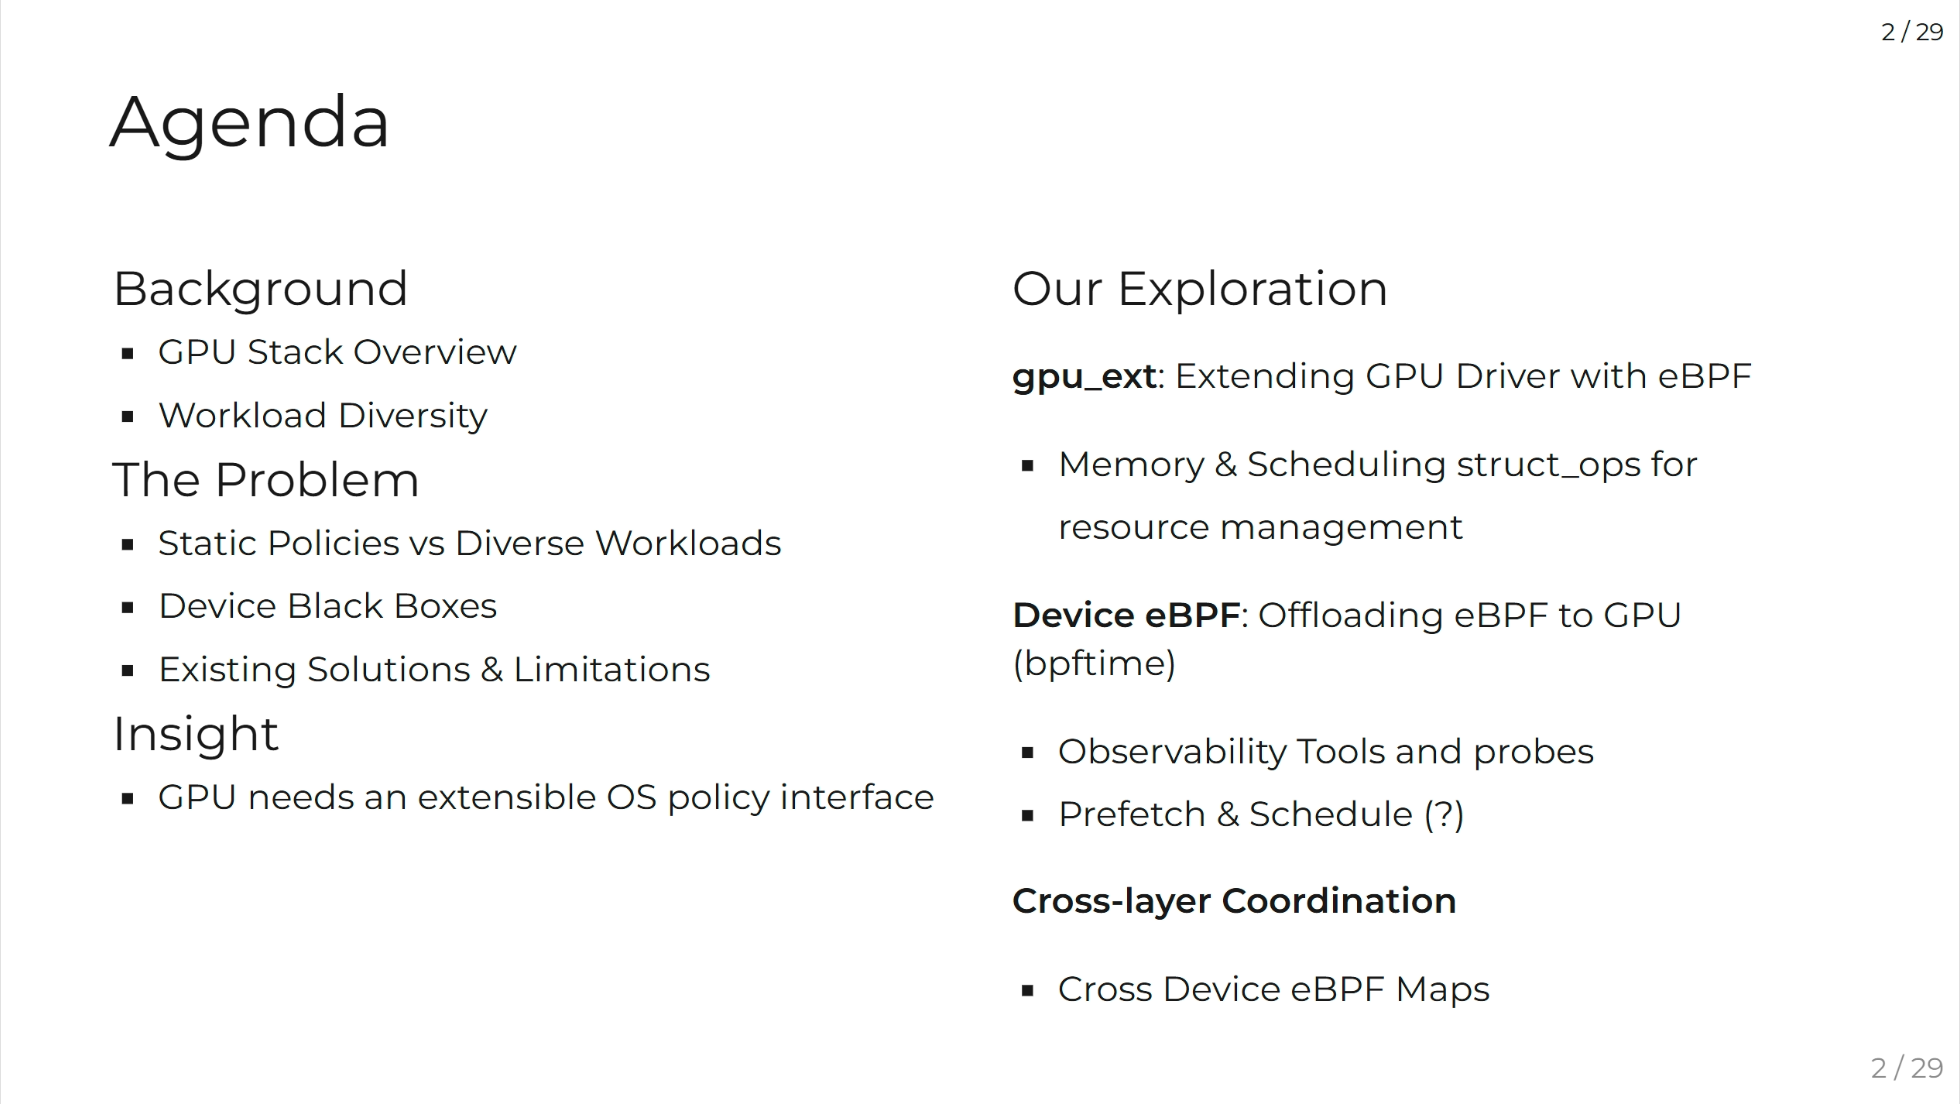 2 / 29
Agenda
Background
▪ GPU Stack Overview
▪ Workload Diversity
The Problem
▪ Static Policies vs Diverse Workloads
▪ Device Black Boxes
▪ Existing Solutions & Limitations
Insight
▪ GPU needs an extensible OS policy interface
Our Exploration
gpu_ext: Extending GPU Driver with eBPF
▪ Memory & Scheduling struct_ops for
resource management
Device eBPF: Offloading eBPF to GPU
(bpftime)
▪ Observability Tools and probes
▪ Prefetch & Schedule (?)
Cross-layer Coordination
▪ Cross Device eBPF Maps
2 / 29